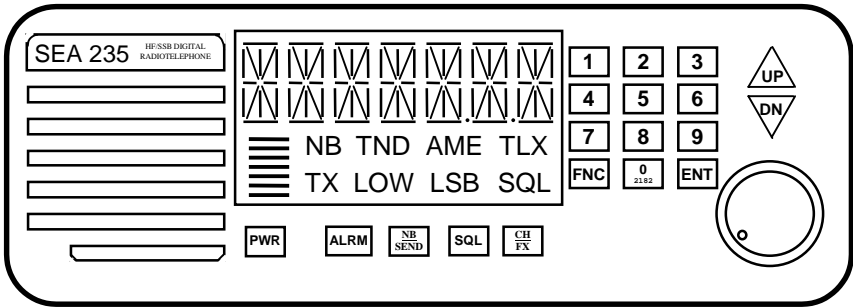 SEA 235 HF/SSB DIGITAL
RADIOTELEPHONE
NB TND AME TLX
TX LOW LSB SQL
1 2 3
4 5 6
7 8 9
FNC 0 ENT
2182
UP
DN
PWR ALRM NB SQL CH
SEND FX